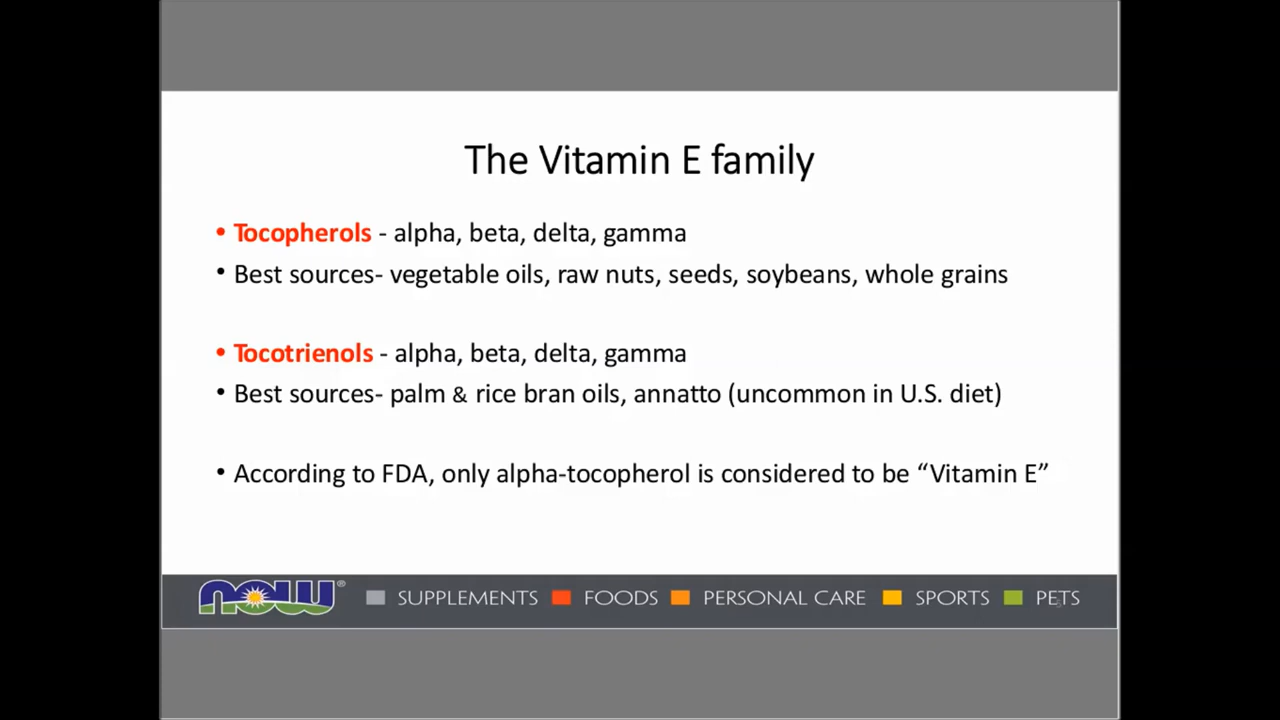 The Vitamin E family
• Tocopherols - alpha, beta, delta, gamma
• Best sources- vegetable oils, raw nuts, seeds, soybeans, whole grains
• Tocotrienols - alpha, beta, delta, gamma
• Best sources- palm & rice bran oils, annatto (uncommon in U.S. diet)
• According to FDA, only alpha-tocopherol is considered to be “Vitamin E”
now® SUPPLEMENTS FOODS PERSONAL CARE SPORTS PETS